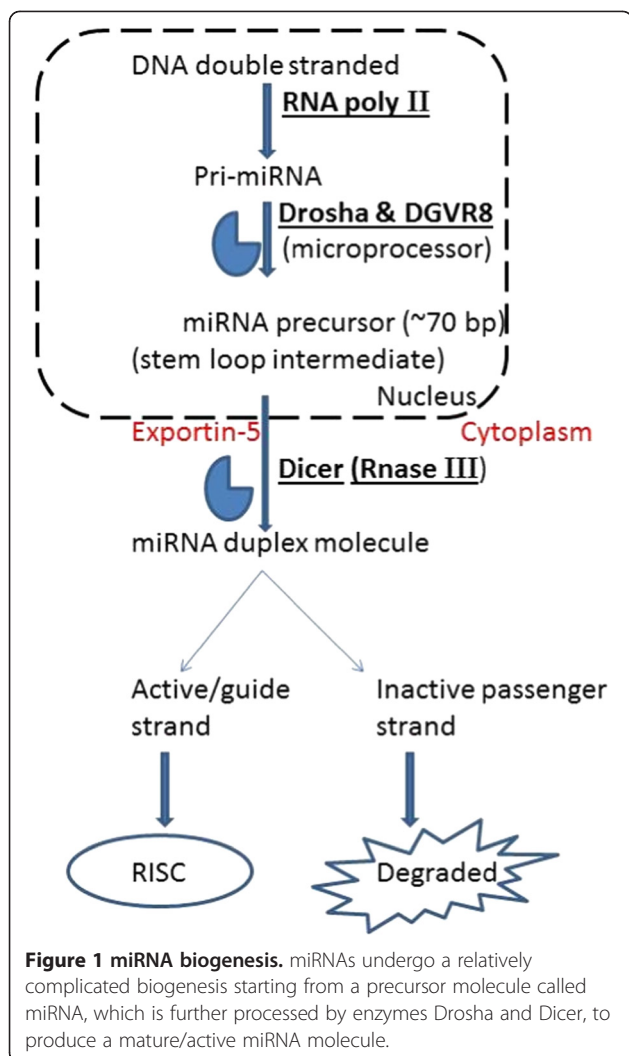 DNA double stranded
RNA poly II
Pri-miRNA
Drosha & DGVR8
(microprocessor)
miRNA precursor (~70 bp)
(stem loop intermediate)
Nucleus
Exportin-5 Cytoplasm
Dicer (Rnase III)
miRNA duplex molecule
Active/guide
strand
Inactive passenger
strand
RISC
Degraded
Figure 1 miRNA biogenesis. miRNAs undergo a relatively
complicated biogenesis starting from a precursor molecule called
miRNA, which is further processed by enzymes Drosha and Dicer, to
produce a mature/active miRNA molecule.